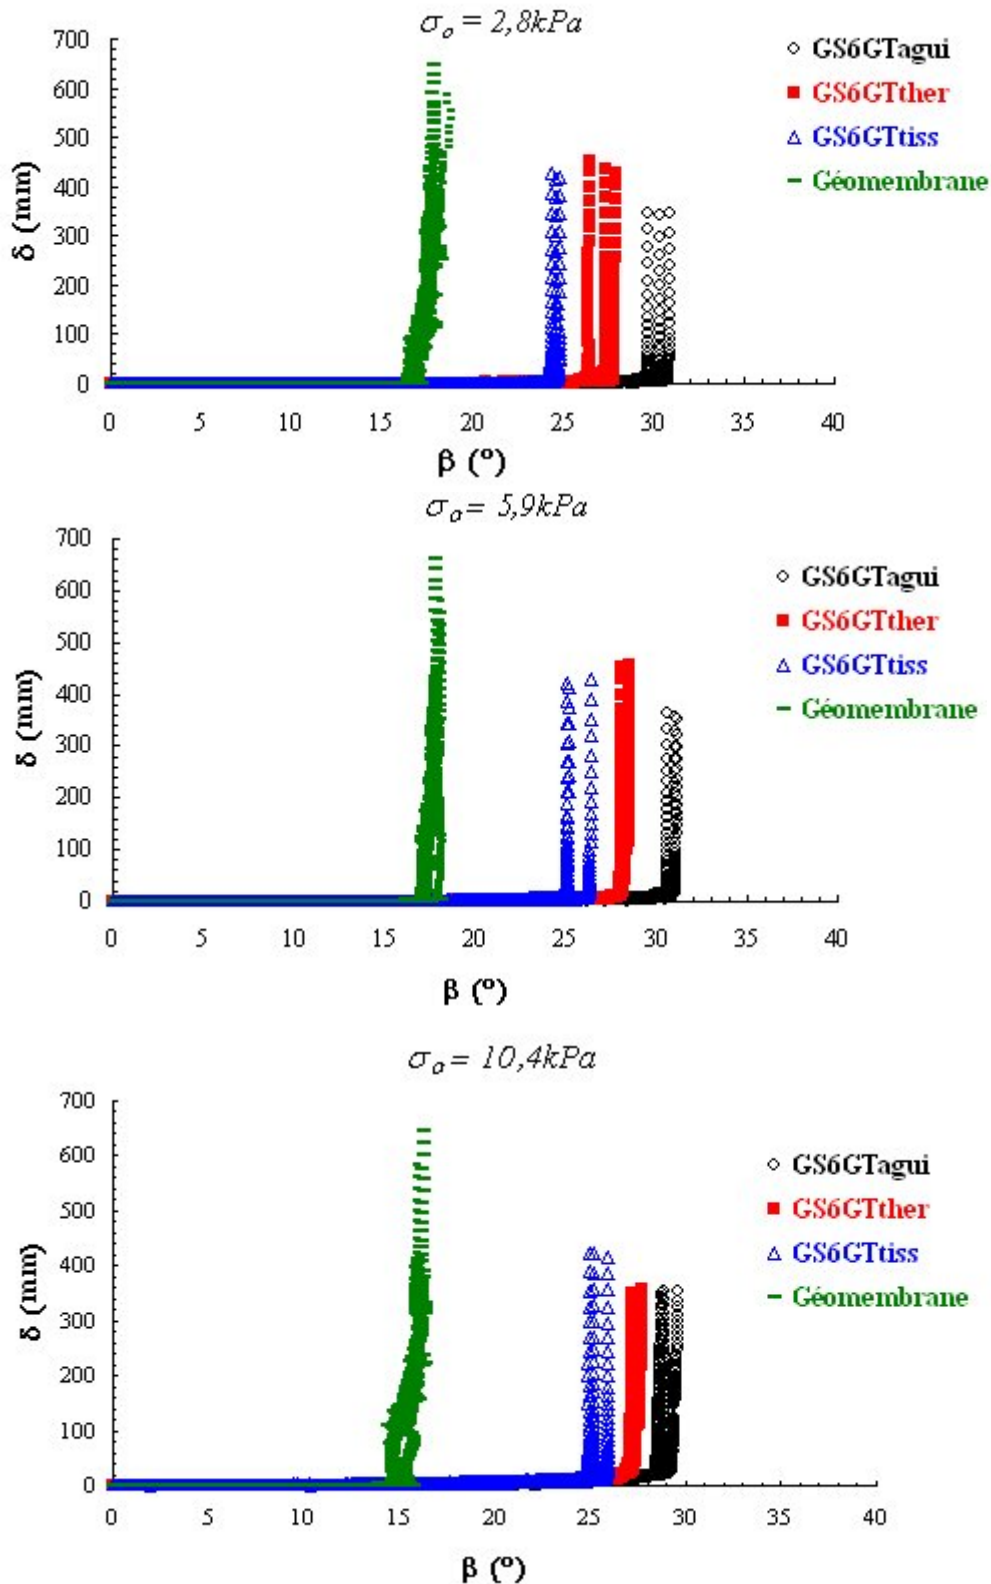 σₒ = 2,8kPa
700
600
500
400
300
200
100
0
δ (mm)
GS6GTagui
GS6GTther
GS6GTtiss
Géomembrane
0 5 10 15 20 25 30 35 40
β (°)
σₒ = 5,9kPa
700
600
500
400
300
200
100
0
δ (mm)
GS6GTagui
GS6GTther
GS6GTtiss
Géomembrane
0 5 10 15 20 25 30 35 40
β (°)
σₒ = 10,4kPa
700
600
500
400
300
200
100
0
δ (mm)
GS6GTagui
GS6GTther
GS6GTtiss
Géomembrane
0 5 10 15 20 25 30 35 40
β (°)